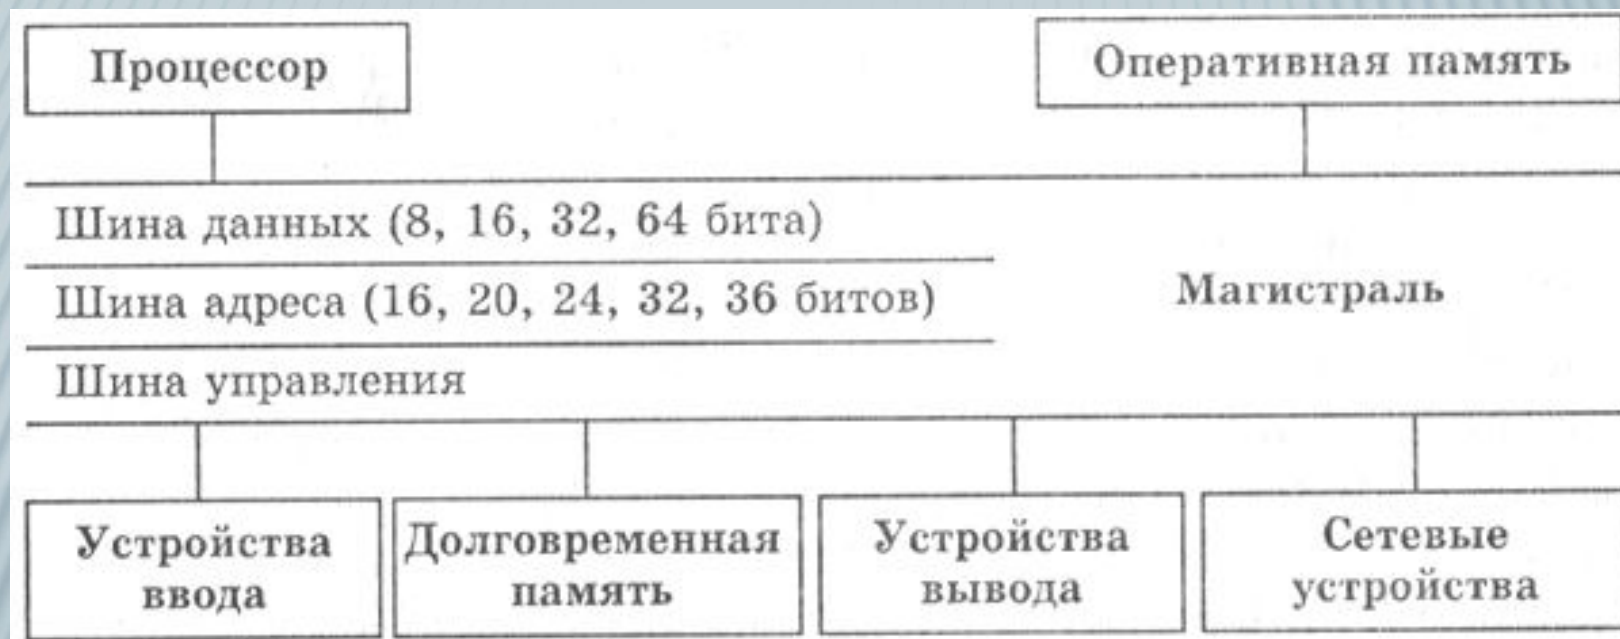 Процессор
Оперативная память
Шина данных (8, 16, 32, 64 бита)
Шина адреса (16, 20, 24, 32, 36 битов)
Магистраль
Шина управления
Устройства
ввода
Долговременная
память
Устройства
вывода
Сетевые
устройства